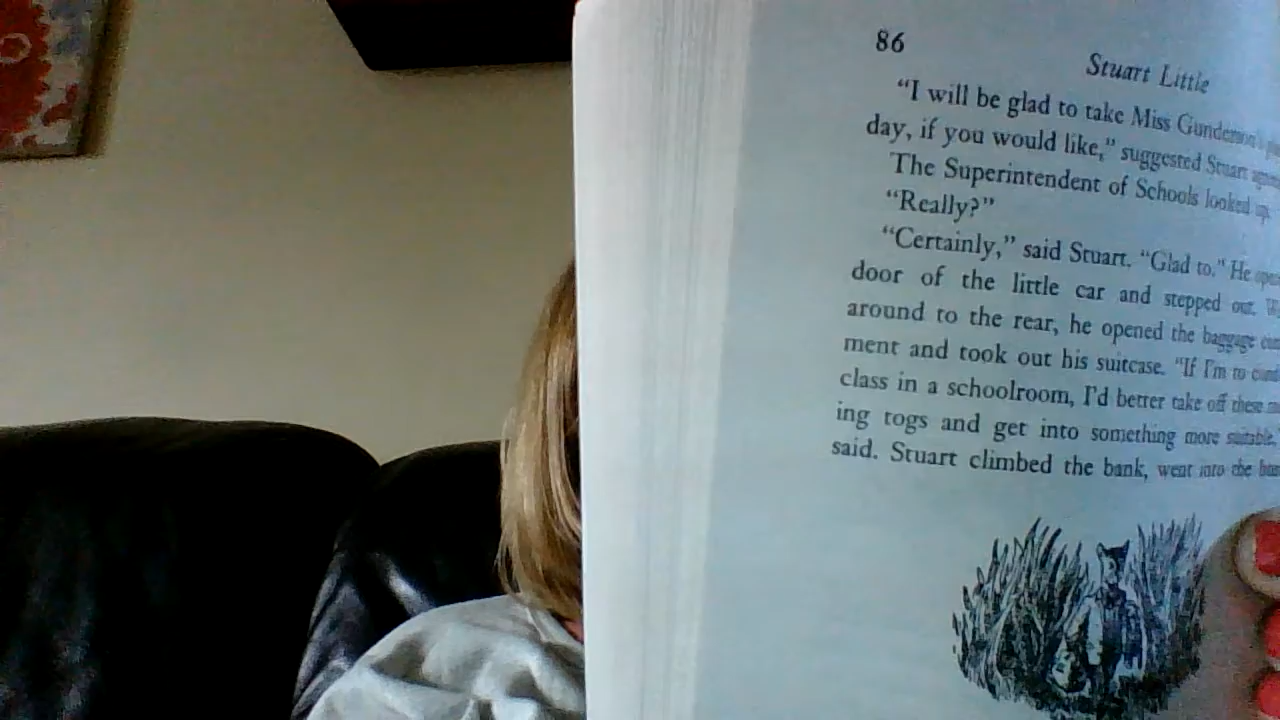 86
Stuart Little
“I will be glad to take Miss Gunderson's
day, if you would like,” suggested Stuart
The Superintendent of Schools looked up.
“Really?”
“Certainly,” said Stuart. “Glad to.” He
door of the little car and stepped out.
around to the rear, he opened the baggage
ment and took out his suitcase. “If I'm to
class in a schoolroom, I'd better take off these
ing togs and get into something more suitable,
said. Stuart climbed the bank, went into the